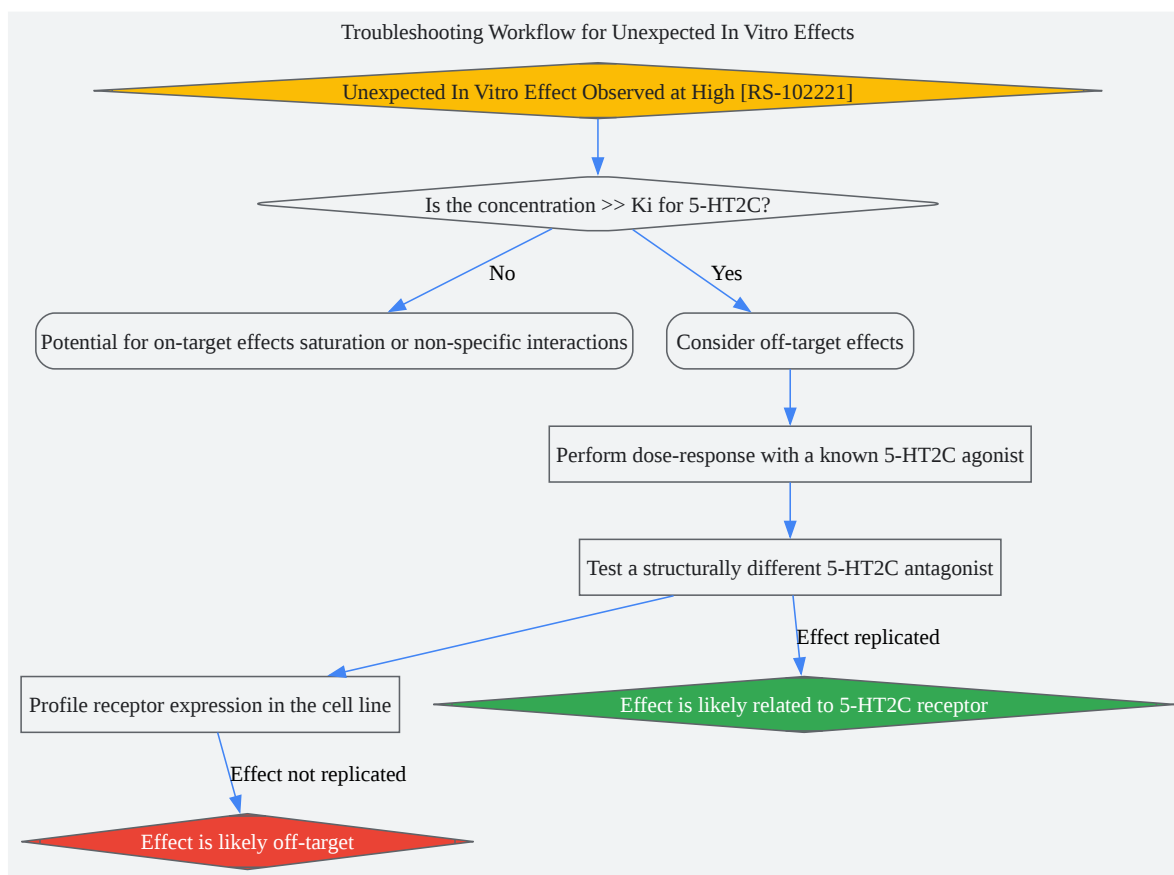 Troubleshooting Workflow for Unexpected In Vitro Effects
Unexpected In Vitro Effect Observed at High [RS-102221]
Is the concentration >> Ki for 5-HT2C?
No
Yes
Potential for on-target effects saturation or non-specific interactions
Consider off-target effects
Perform dose-response with a known 5-HT2C agonist
Test a structurally different 5-HT2C antagonist
Effect replicated
Profile receptor expression in the cell line
Effect is likely related to 5-HT2C receptor
Effect not replicated
Effect is likely off-target